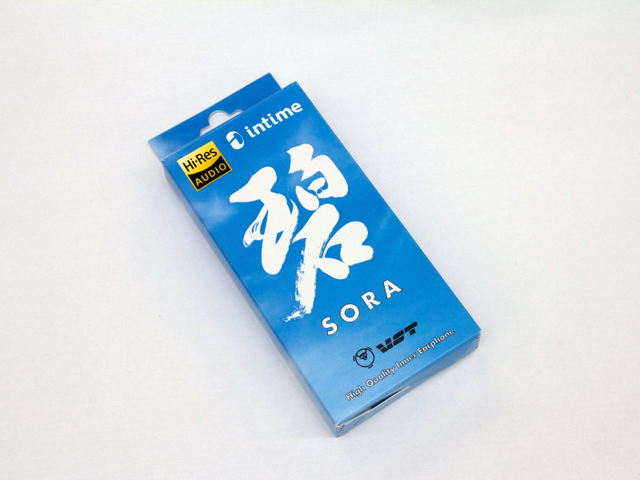 intime
Hi-Res
AUDIO
碧
SORA
VST
High Quality Inner Earphone